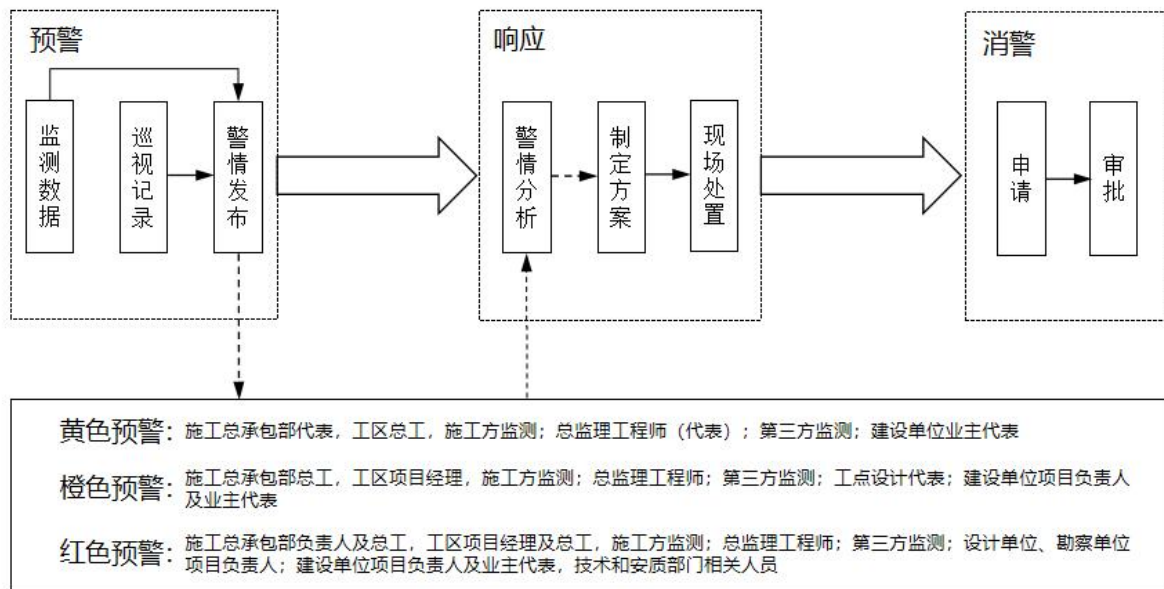 预警
监测数据
巡视记录
警情发布
响应
警情分析
制定方案
现场处置
消警
申请
审批
黄色预警：施工总承包部代表，工区总工，施工方监测；总监理工程师（代表）；第三方监测；建设单位业主代表
橙色预警：施工总承包部总工，工区项目经理，施工方监测；总监理工程师；第三方监测；工点设计代表；建设单位项目负责人
及业主代表
红色预警：施工总承包部负责人及总工，工区项目经理及总工，施工方监测；总监理工程师；第三方监测；设计单位、勘察单位
项目负责人；建设单位项目负责人及业主代表，技术和安质部门相关人员